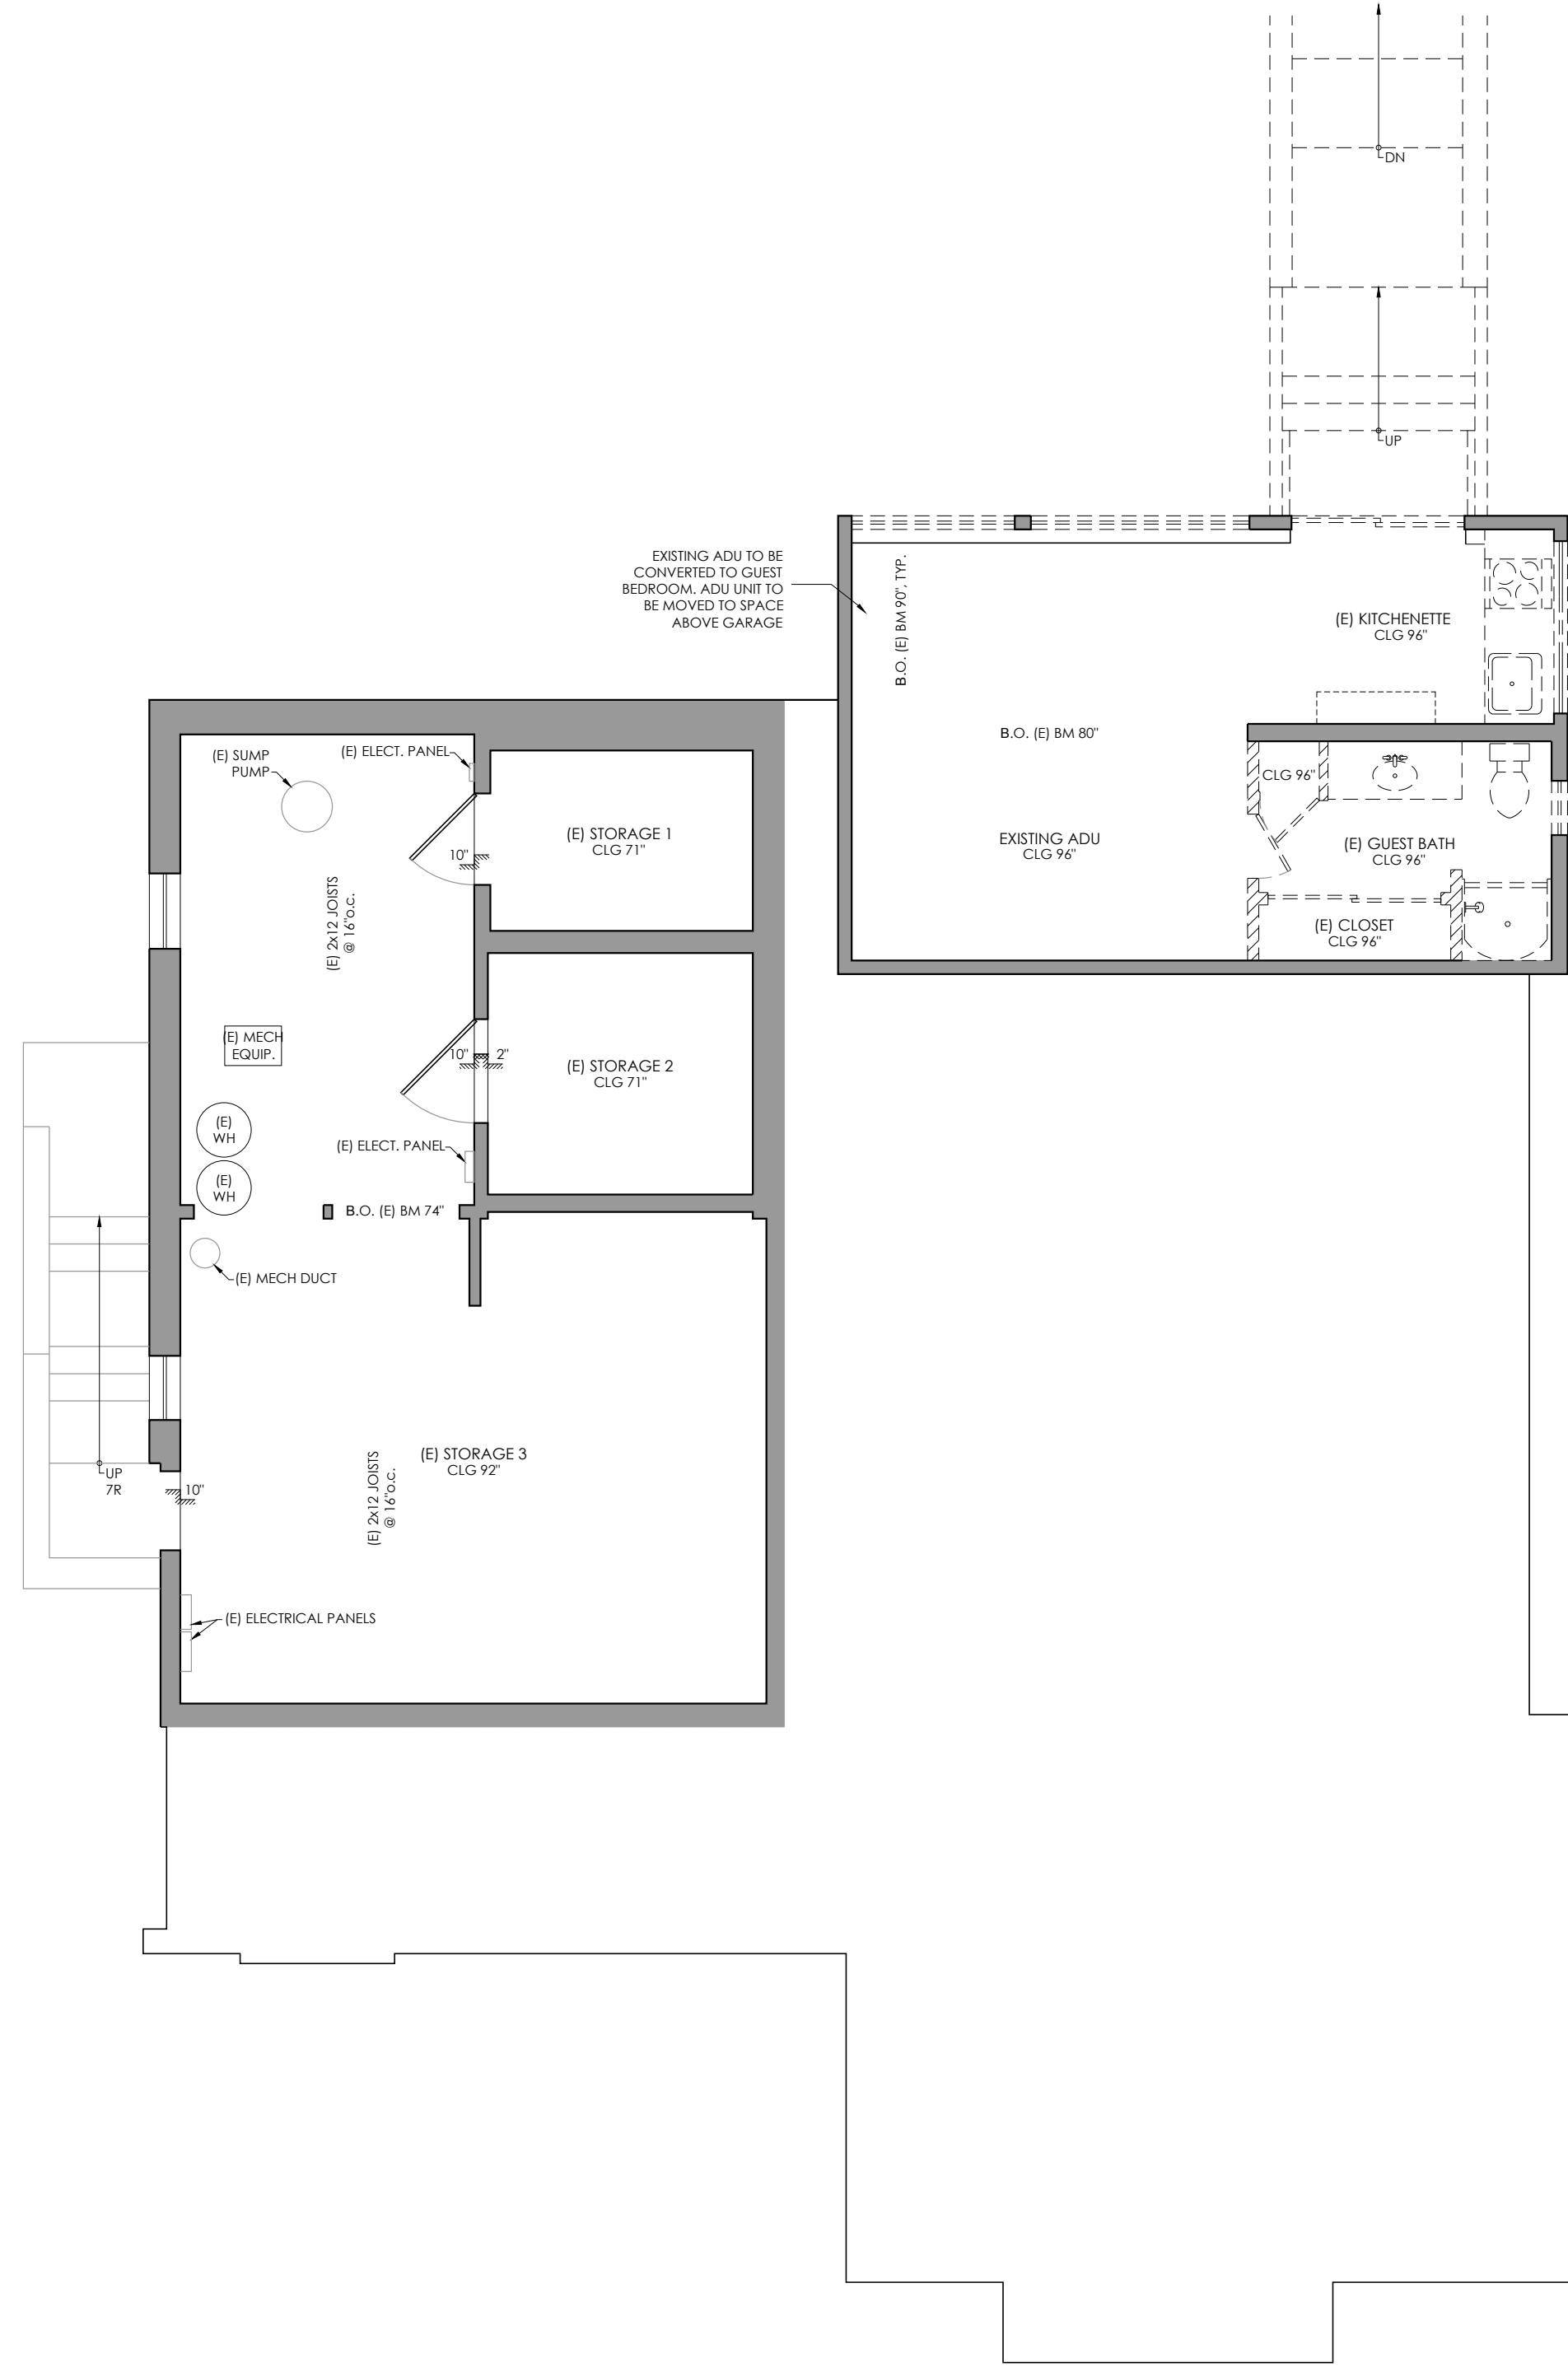 DN
UP
EXISTING ADU TO BE
CONVERTED TO GUEST
BEDROOM. ADU UNIT TO
BE MOVED TO SPACE
ABOVE GARAGE
B.O. (E) BM 90", TYP.
(E) KITCHENETTE
CLG 96"
B.O. (E) BM 80"
CLG 96"
EXISTING ADU
CLG 96"
(E) GUEST BATH
CLG 96"
(E) CLOSET
CLG 96"
(E) SUMP
PUMP
(E) ELECT. PANEL
(E) STORAGE 1
CLG 71"
10"
(E) 2x12 JOISTS
@ 16"o.c.
(E) MECH
EQUIP.
10"
2"
(E) STORAGE 2
CLG 71"
(E)
WH
(E) ELECT. PANEL
(E)
WH
B.O. (E) BM 74"
(E) MECH DUCT
(E) STORAGE 3
CLG 92"
UP
7R
10"
(E) 2x12 JOISTS
@ 16"o.c.
(E) ELECTRICAL PANELS